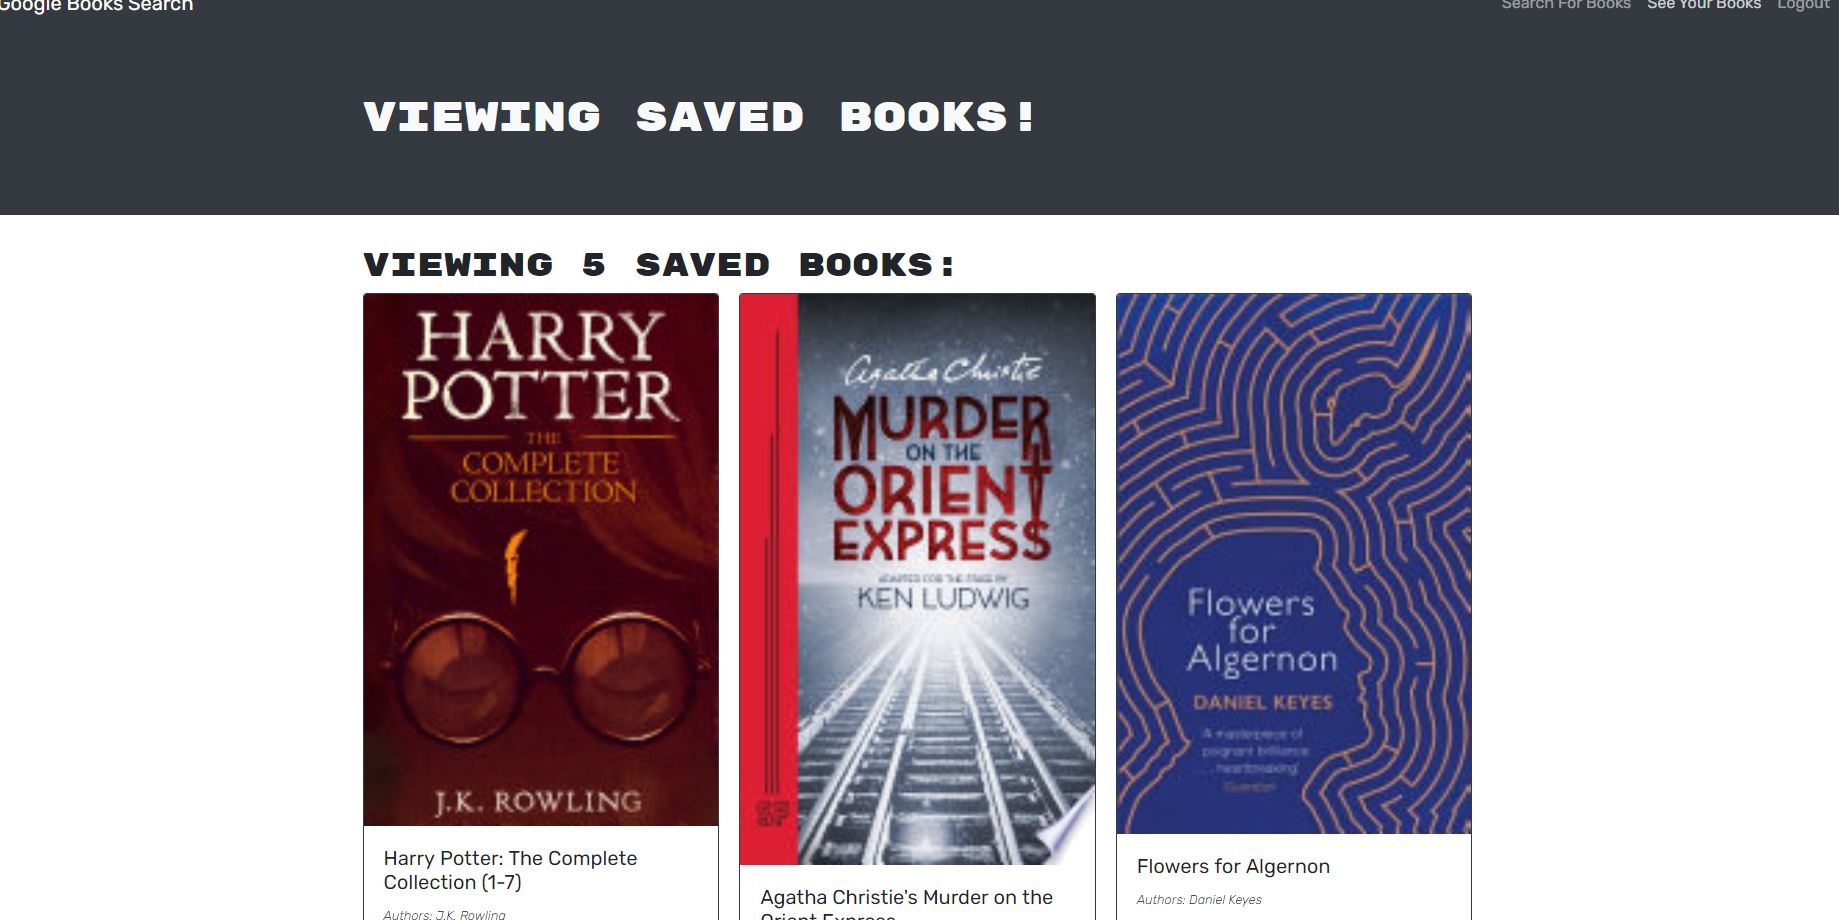 Google Books Search
Search For Books See Your Books Logout
VIEWING SAVED BOOKS!
VIEWING 5 SAVED BOOKS:
HARRY
POTTER
THE
COMPLETE
COLLECTION
J.K. ROWLING
Agatha Christie
MURDER
ON THE
ORIENT
EXPRESS
ADAPTED FOR THE STAGE BY
KEN LUDWIG
SF
Flowers
for
Algernon
DANIEL KEYES
'A masterpiece of
poignant brilliance
... heartbreaking'
Guardian
Harry Potter: The Complete
Collection (1-7)
Authors: J.K. Rowling
Agatha Christie's Murder on the
Orient Express
Flowers for Algernon
Authors: Daniel Keyes